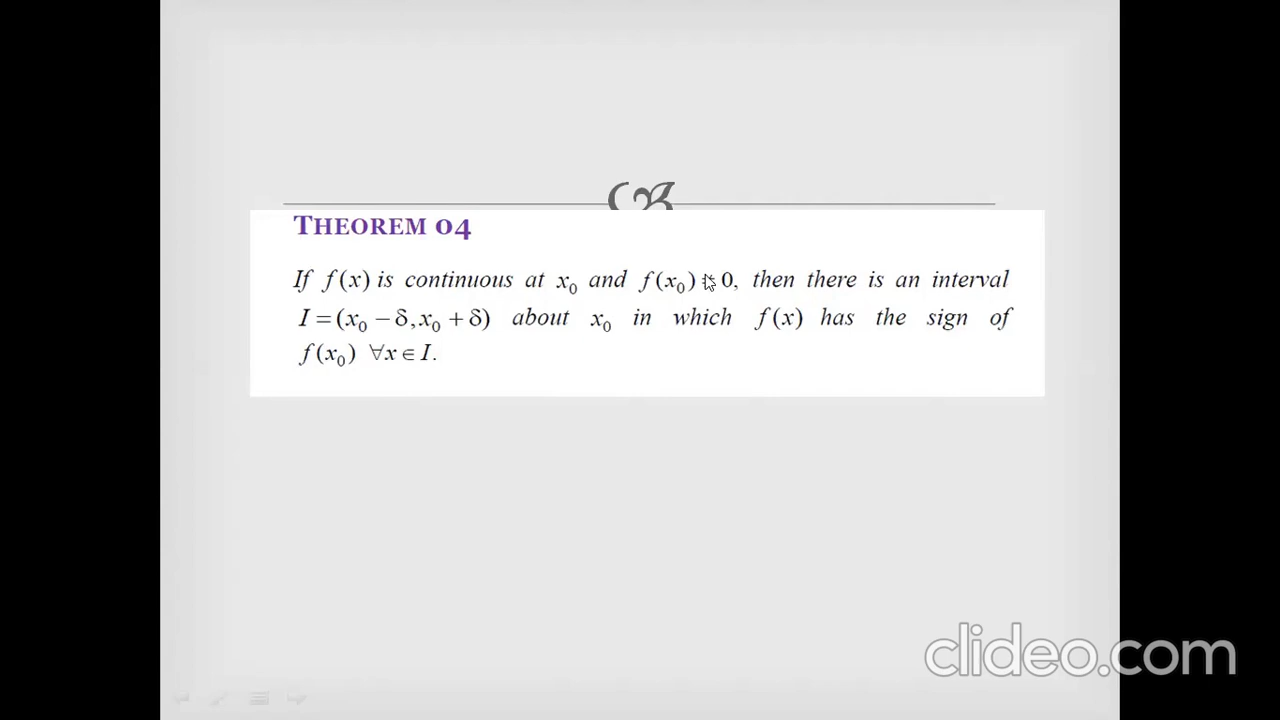 THEOREM 04
If f(x) is continuous at x₀ and f(x₀) 0, then there is an interval
I = (x₀ − δ, x₀ + δ) about x₀ in which f(x) has the sign of
f(x₀) ∀x ∈ I.
clideo.com